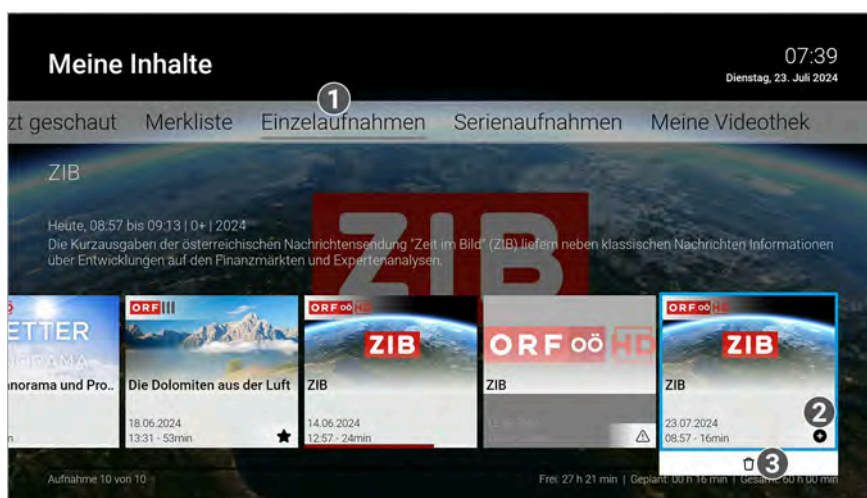 Meine Inhalte
07:39
Dienstag, 23. Juli 2024
1
zt geschaut Merkliste Einzelaufnahmen Serienaufnahmen Meine Videothek
ZIB
ZIB
Heute, 08:57 bis 09:13 | 0+ | 2024
Die Kurzausgaben der österreichischen Nachrichtensendung "Zeit im Bild" (ZIB) liefern neben klassischen Nachrichten Informationen
über Entwicklungen auf den Finanzmärkten und Expertenanalysen.
ETTER
norama und Pro..
n
ORF III
Die Dolomiten aus der Luft
18.06.2024
13:31 - 53min
ORF oö HD
ZIB
ZIB
14.06.2024
12:57 - 24min
ORF oö HD
ZIB
ORF oö HD
ZIB
ZIB
23.07.2024
08:57 - 16min
2
3
Aufnahme 10 von 10
Frei: 27 h 21 min | Geplant: 00 h 16 min | Gesamt: 60 h 00 min